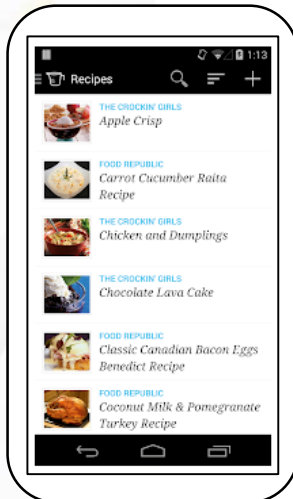 1:13
Recipes
THE CROCKIN' GIRLS
Apple Crisp
FOOD REPUBLIC
Carrot Cucumber Raita
Recipe
THE CROCKIN' GIRLS
Chicken and Dumplings
THE CROCKIN' GIRLS
Chocolate Lava Cake
FOOD REPUBLIC
Classic Canadian Bacon Eggs
Benedict Recipe
FOOD REPUBLIC
Coconut Milk & Pomegranate
Turkey Recipe